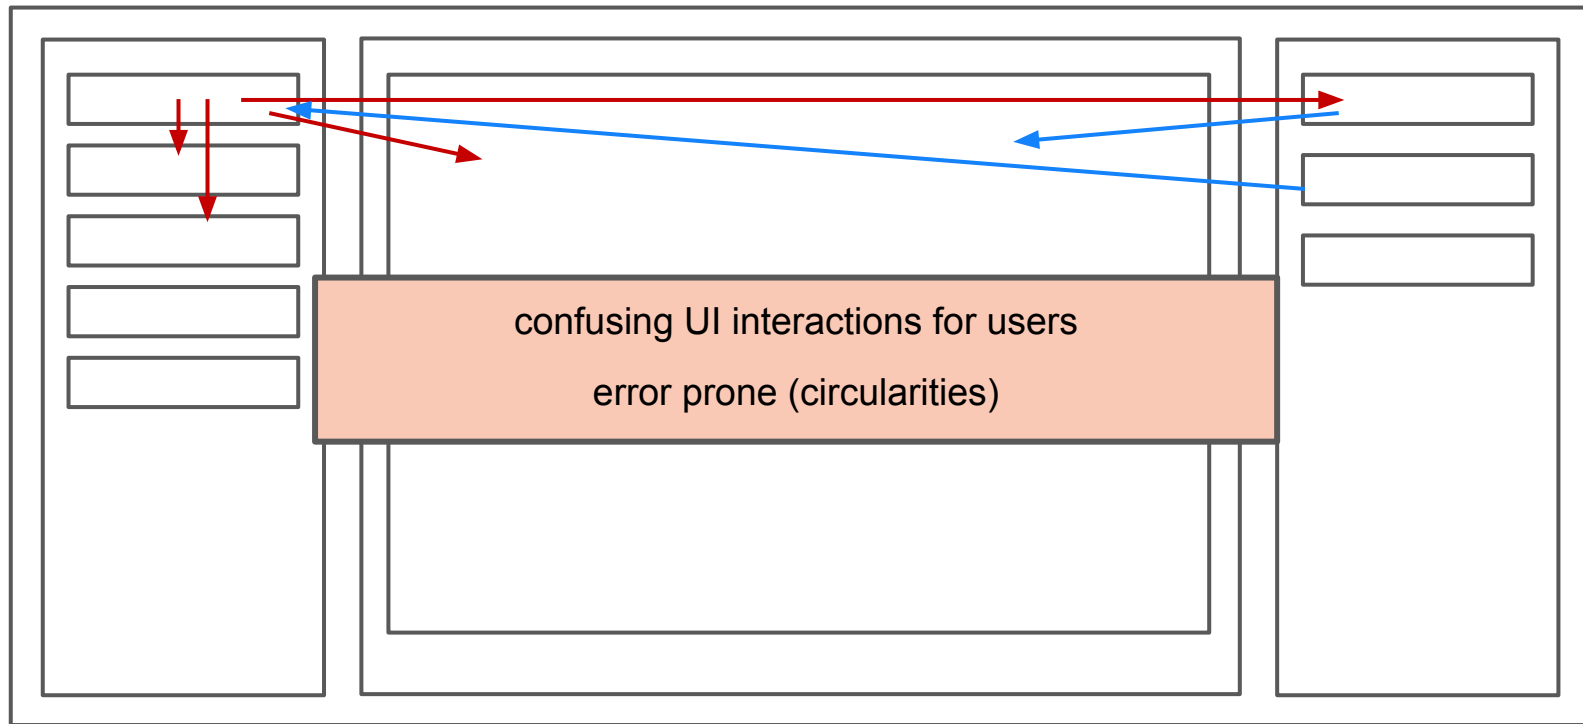 confusing UI interactions for users
error prone (circularities)